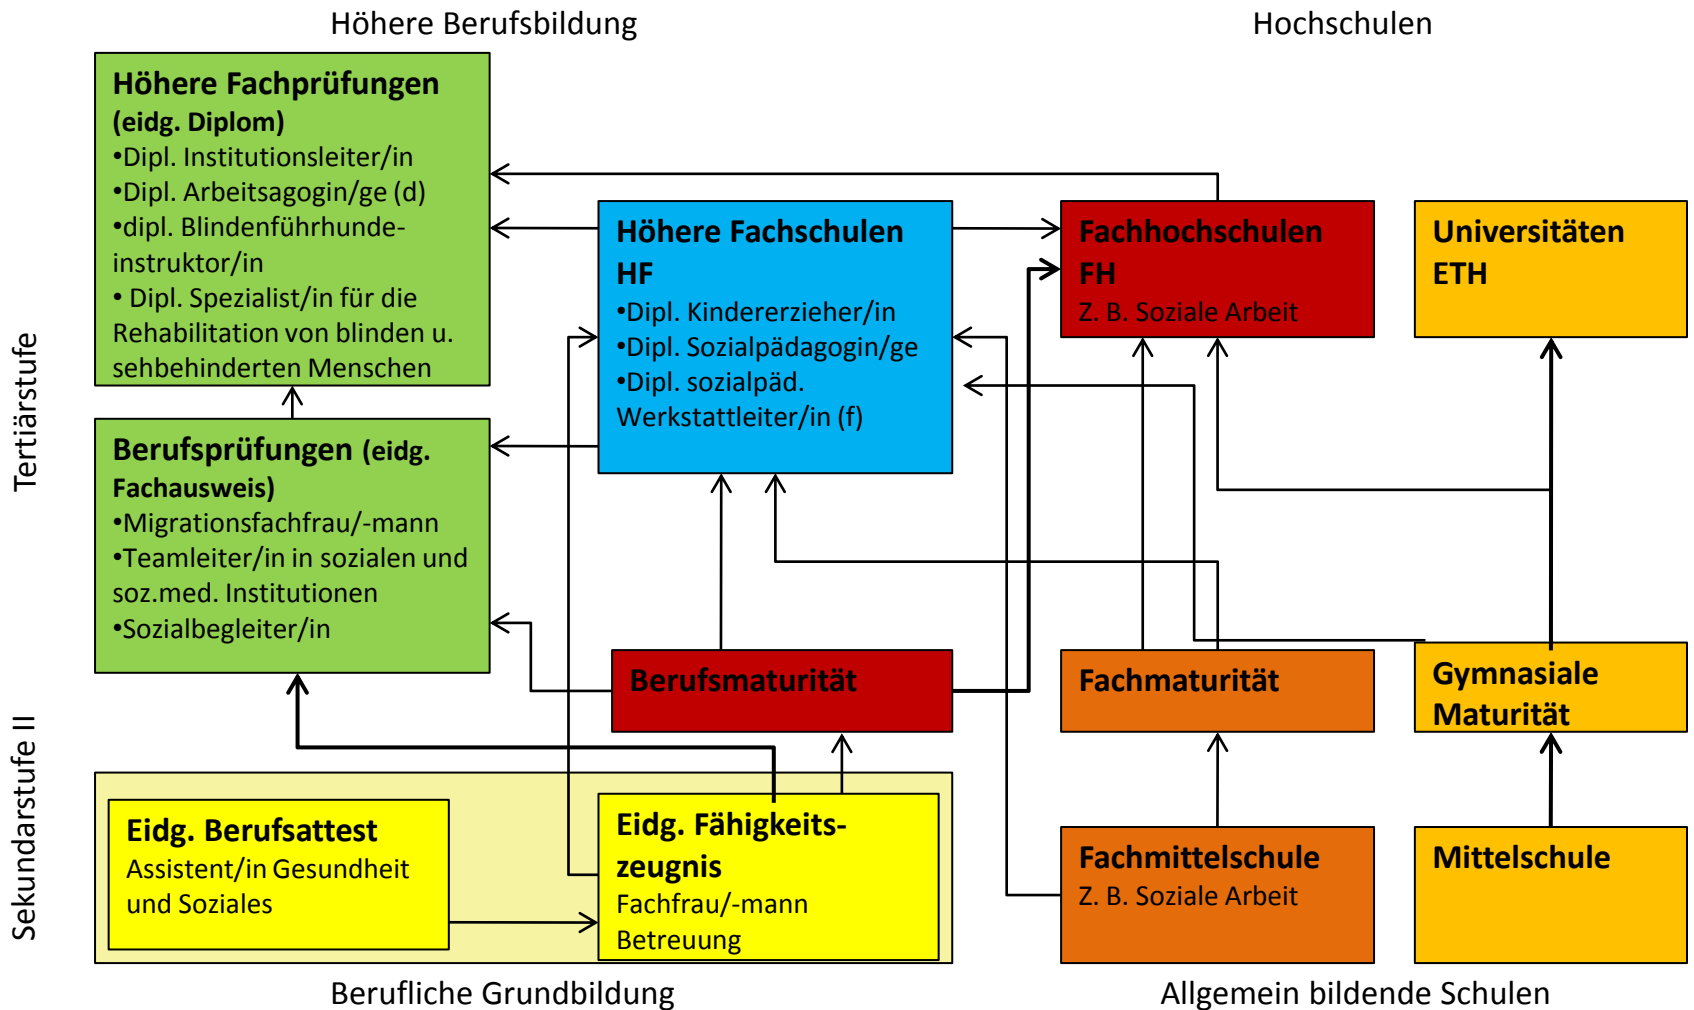 Höhere Berufsbildung
Hochschulen
Höhere Fachprüfungen
(eidg. Diplom)
•Dipl. Institutionsleiter/in
•Dipl. Arbeitsagogin/ge (d)
•dipl. Blindenführhunde-
instruktor/in
• Dipl. Spezialist/in für die
Rehabilitation von blinden u.
sehbehinderten Menschen
Höhere Fachschulen
HF
•Dipl. Kindererzieher/in
•Dipl. Sozialpädagogin/ge
•Dipl. sozialpäd.
Werkstattleiter/in (f)
Fachhochschulen
FH
Z. B. Soziale Arbeit
Universitäten
ETH
Tertiärstufe
Berufsprüfungen (eidg.
Fachausweis)
•Migrationsfachfrau/-mann
•Teamleiter/in in sozialen und
soz.med. Institutionen
•Sozialbegleiter/in
Berufsmaturität
Fachmaturität
Gymnasiale
Maturität
Sekundarstufe II
Eidg. Berufsattest
Assistent/in Gesundheit
und Soziales
Eidg. Fähigkeits-
zeugnis
Fachfrau/-mann
Betreuung
Fachmittelschule
Z. B. Soziale Arbeit
Mittelschule
Berufliche Grundbildung
Allgemein bildende Schulen